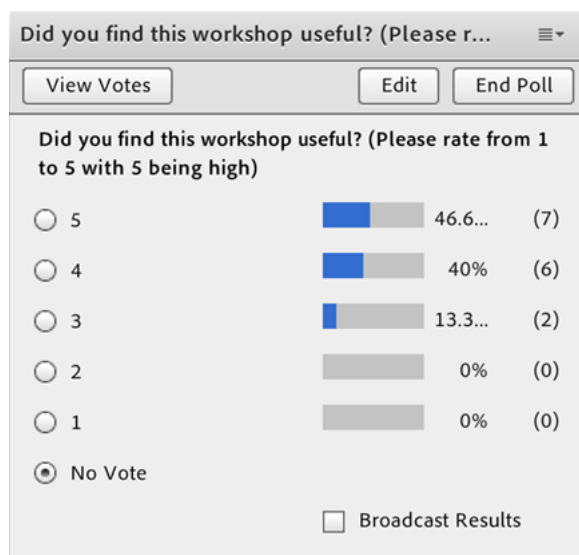 Did you find this workshop useful? (Please r...
View Votes Edit End Poll
Did you find this workshop useful? (Please rate from 1
to 5 with 5 being high)
5 46.6... (7)
4 40% (6)
3 13.3... (2)
2 0% (0)
1 0% (0)
No Vote
Broadcast Results